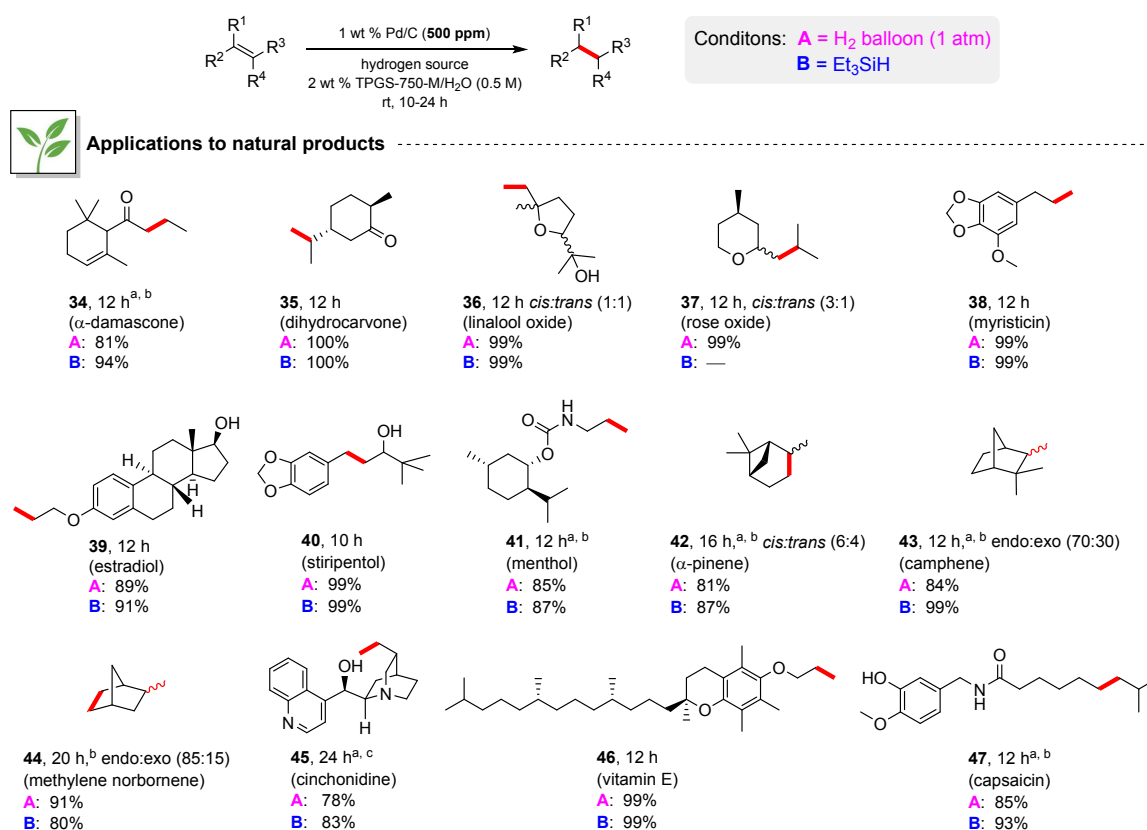 R1
R2
R3
R4
1 wt % Pd/C (500 ppm)
hydrogen source
2 wt % TPGS-750-M/H2O (0.5 M)
rt, 10-24 h
R1
R2
R3
R4
Conditons: A = H2 balloon (1 atm)
B = Et3SiH
Applications to natural products
O
34, 12 h a, b
(α-damascone)
A: 81%
B: 94%
O
35, 12 h
(dihydrocarvone)
A: 100%
B: 100%
O
OH
36, 12 h cis:trans (1:1)
(linalool oxide)
A: 99%
B: 99%
O
37, 12 h, cis:trans (3:1)
(rose oxide)
A: 99%
B: —
O
O
O
38, 12 h
(myristicin)
A: 99%
B: 99%
OH
H
H
H
O
39, 12 h
(estradiol)
A: 89%
B: 91%
OH
O
O
40, 10 h
(stiripentol)
A: 99%
B: 99%
H
O
N
O
41, 12 h a, b
(menthol)
A: 85%
B: 87%
42, 16 h, a, b cis:trans (6:4)
(α-pinene)
A: 81%
B: 87%
43, 12 h, a, b endo:exo (70:30)
(camphene)
A: 84%
B: 99%
44, 20 h, b endo:exo (85:15)
(methylene norbornene)
A: 91%
B: 80%
OH
N
N
H
45, 24 h a, c
(cinchonidine)
A: 78%
B: 83%
O
O
46, 12 h
(vitamin E)
A: 99%
B: 99%
O
HO
N
H
O
47, 12 h a, b
(capsaicin)
A: 85%
B: 93%